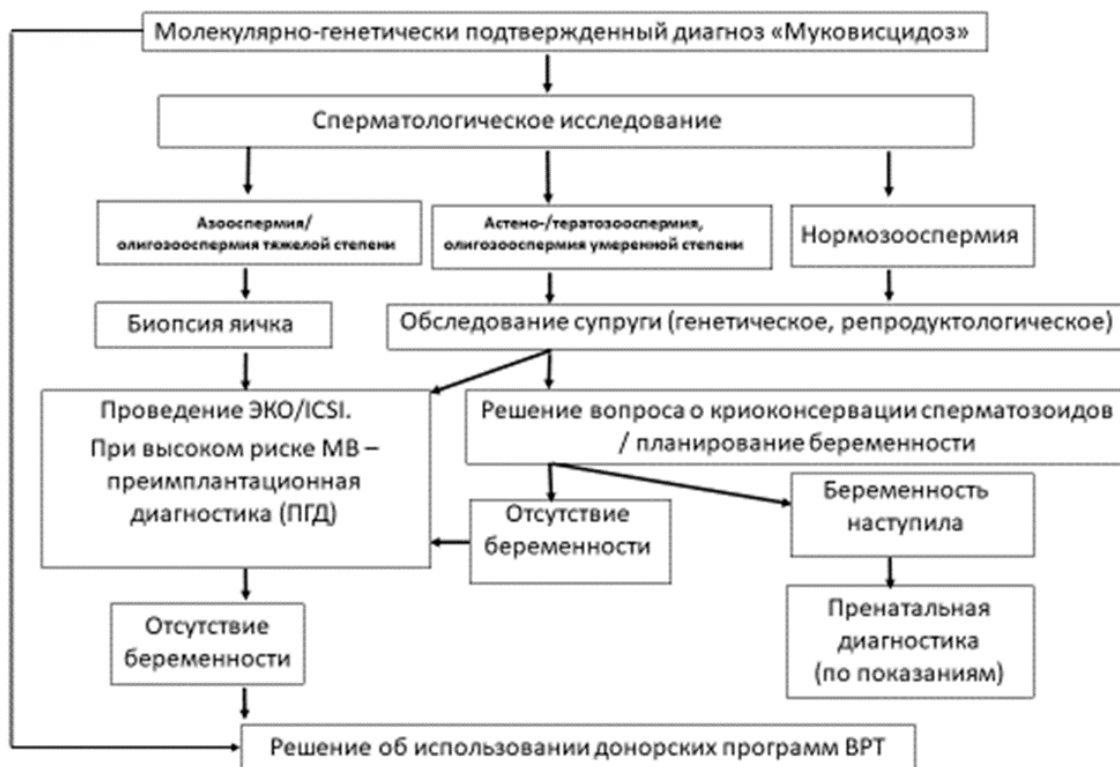 Молекулярно-генетически подтвержденный диагноз «Муковисцидоз»
Сперматологическое исследование
Азооспермия/
олигозооспермия тяжелой степени
Астено-/тератозооспермия,
олигозооспермия умеренной степени
Нормозооспермия
Биопсия яичка
Обследование супруги (генетическое, репродуктологическое)
Проведение ЭКО/ICSI.
При высоком риске МВ –
преимплантационная
диагностика (ПГД)
Решение вопроса о криоконсервации сперматозоидов
/ планирование беременности
Отсутствие
беременности
Беременность
наступила
Отсутствие
беременности
Пренатальная
диагностика
(по показаниям)
Решение об использовании донорских программ ВРТ